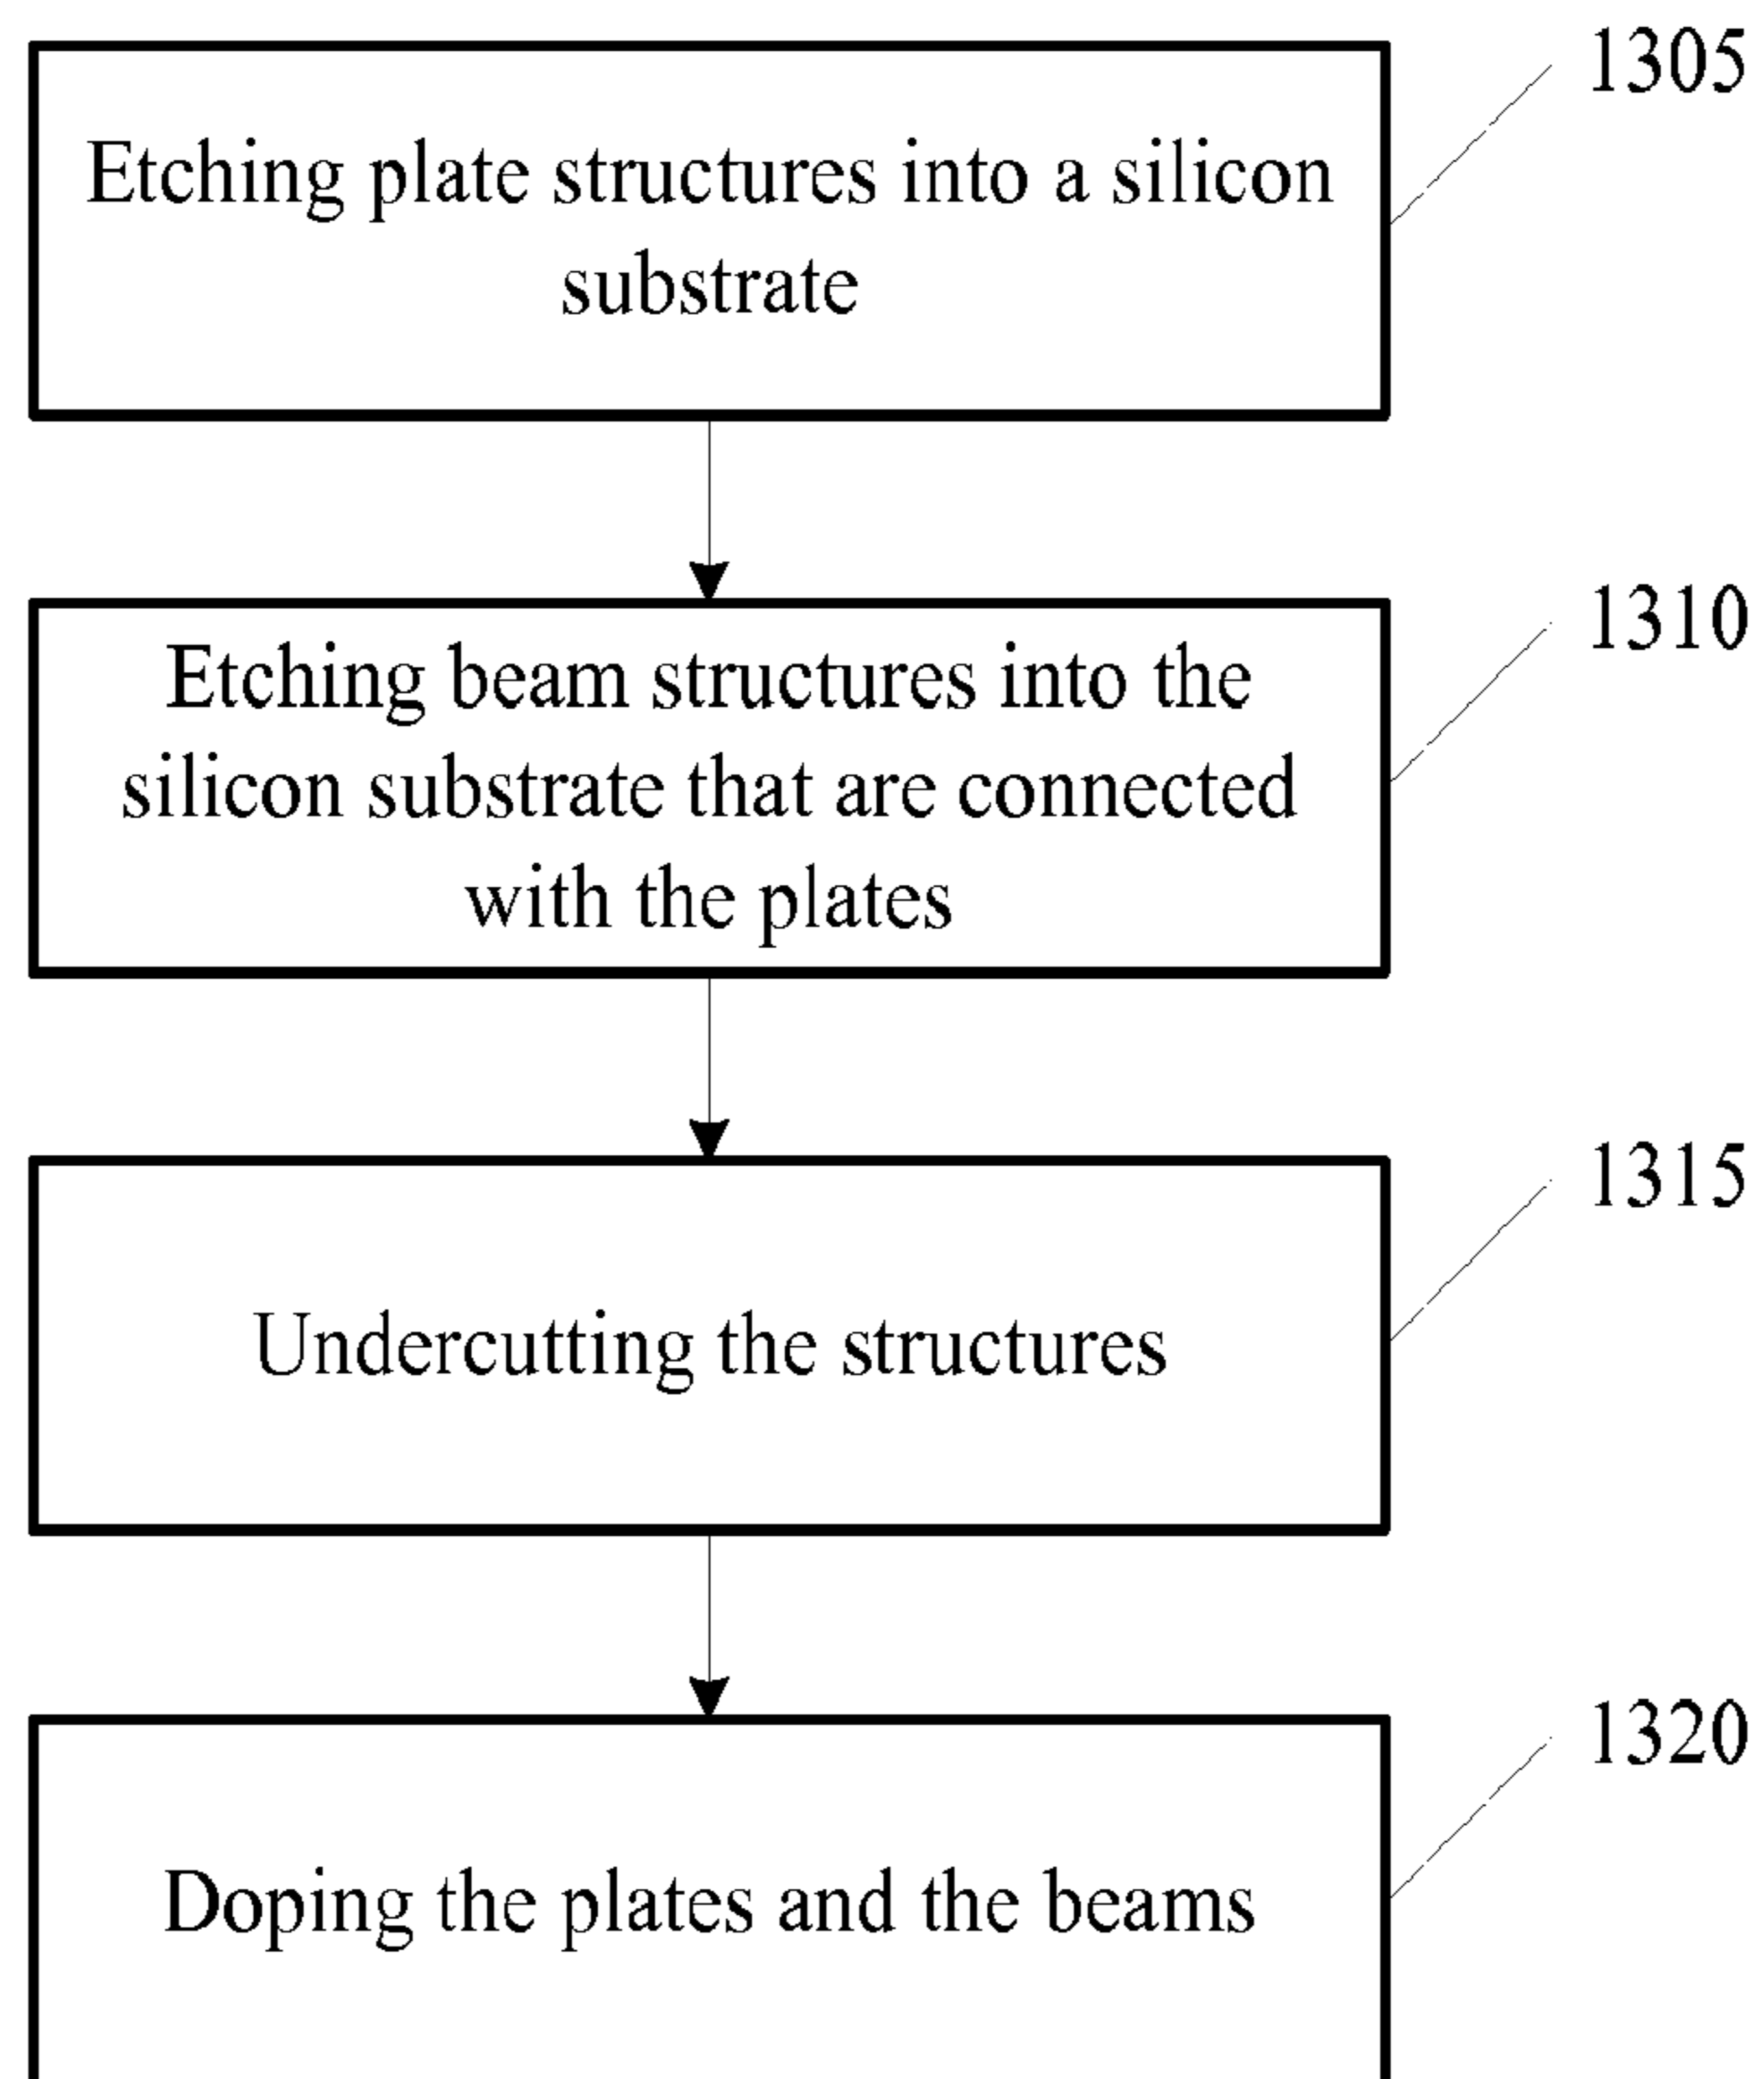 1305
Etching plate structures into a silicon
substrate
1310
Etching beam structures into the
silicon substrate that are connected
with the plates
1315
Undercutting the structures
1320
Doping the plates and the beams